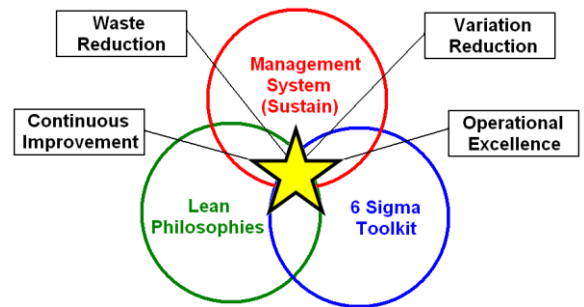 Waste
Reduction
Variation
Reduction
Management
System
(Sustain)
Continuous
Improvement
Operational
Excellence
Lean
Philosophies
6 Sigma
Toolkit